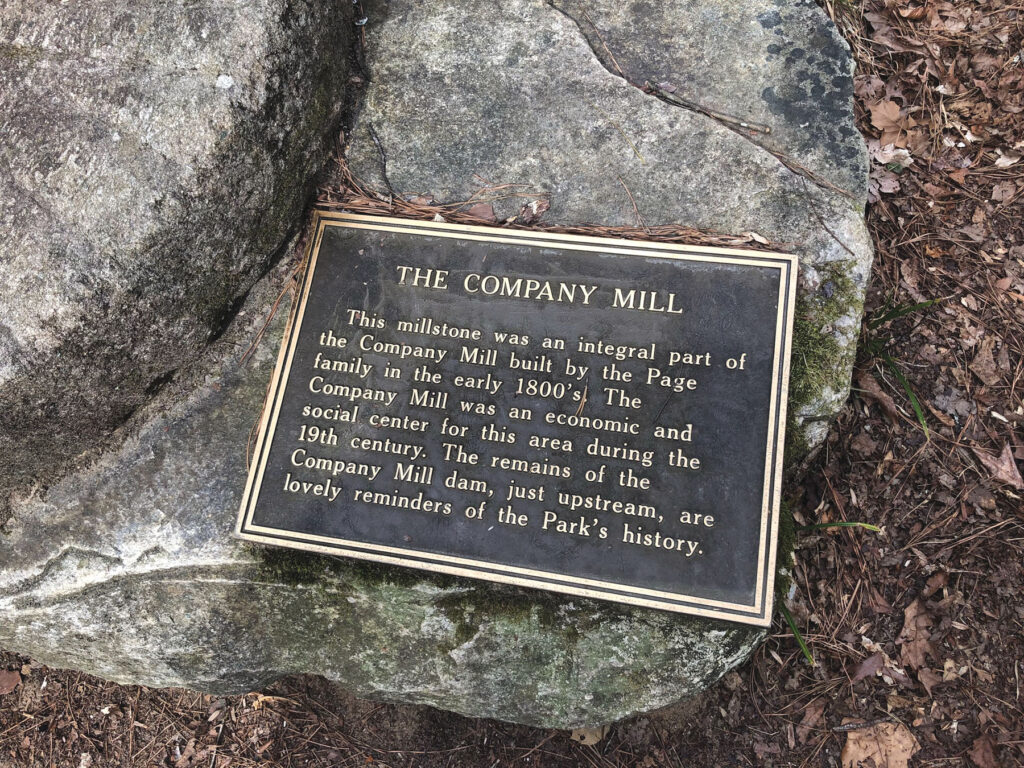 THE COMPANY MILL
This millstone was an integral part of
the Company Mill built by the Page
family in the early 1800's. The
Company Mill was an economic and
social center for this area during the
19th century. The remains of the
Company Mill dam, just upstream, are
lovely reminders of the Park's history.